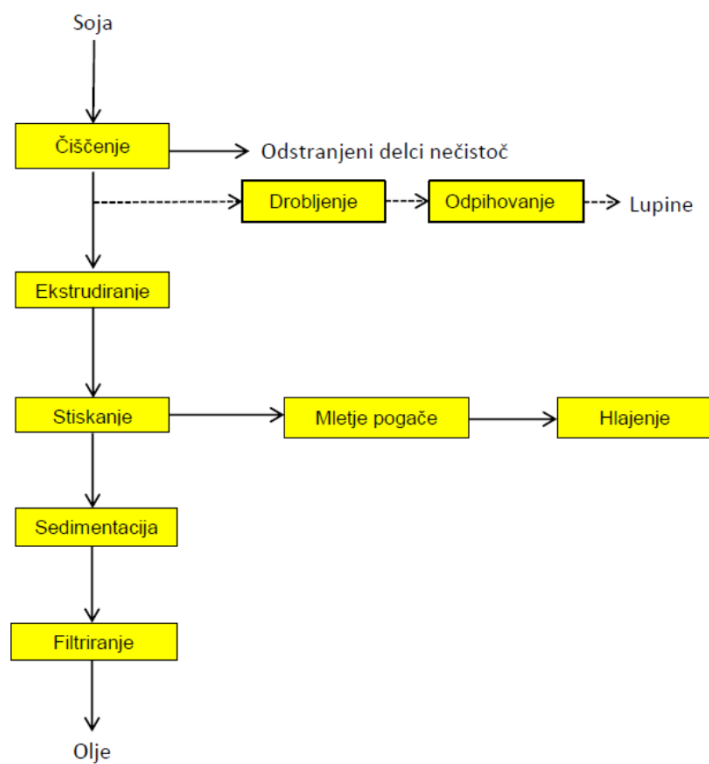 Soja
Čiščenje
Odstranjeni delci nečistoč
Drobljenje
Odpihovanje
Lupine
Ekstrudiranje
Stiskanje
Mletje pogače
Hlajenje
Sedimentacija
Filtriranje
Olje